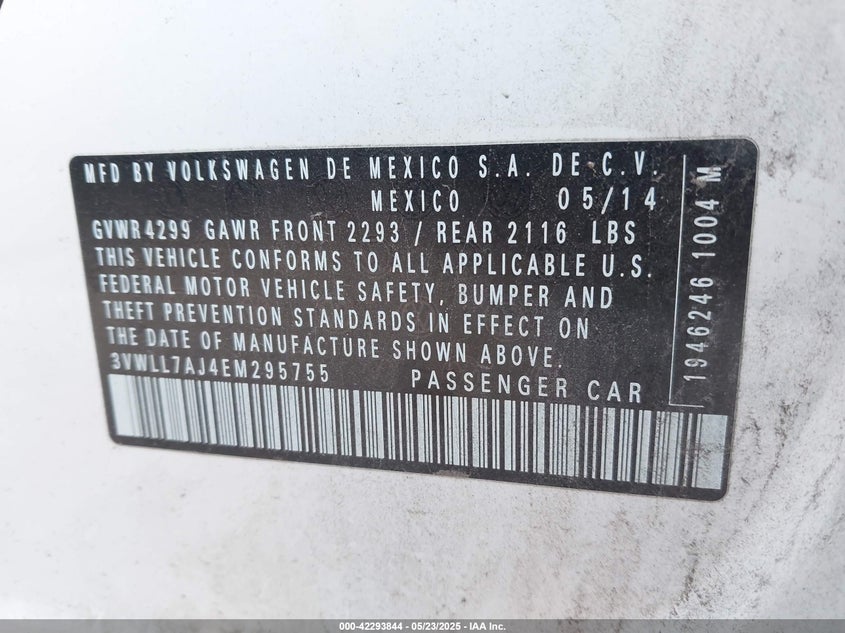 MFD BY VOLKSWAGEN DE MEXICO S.A. DE C.V.
MEXICO 05/14
GVWR 4299 GAWR FRONT 2293 / REAR 2116 LBS
THIS VEHICLE CONFORMS TO ALL APPLICABLE U.S.
FEDERAL MOTOR VEHICLE SAFETY, BUMPER AND
THEFT PREVENTION STANDARDS IN EFFECT ON
THE DATE OF MANUFACTURE SHOWN ABOVE.
3VWLL7AJ4EM295755 PASSENGER CAR
1946246 1004 M
000-42293844 - 05/23/2025 - IAA Inc.